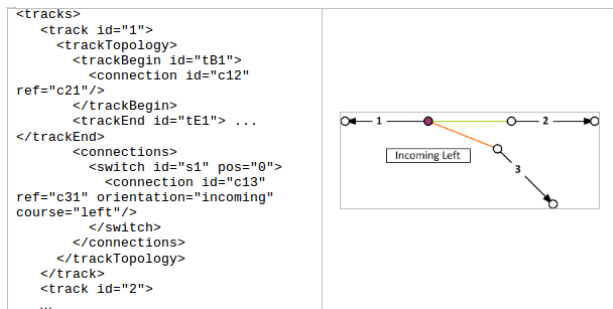 <tracks>
<track id="1">
<trackTopology>
<trackBegin id="tB1">
<connection id="c12"
ref="c21"/>
</trackBegin>
<trackEnd id="tE1"> ...
</trackEnd>
<connections>
<switch id="s1" pos="0">
<connection id="c13"
ref="c31" orientation="incoming"
course="left"/>
</switch>
</connections>
</trackTopology>
</track>
<track id="2">
...
1
2
Incoming Left
3